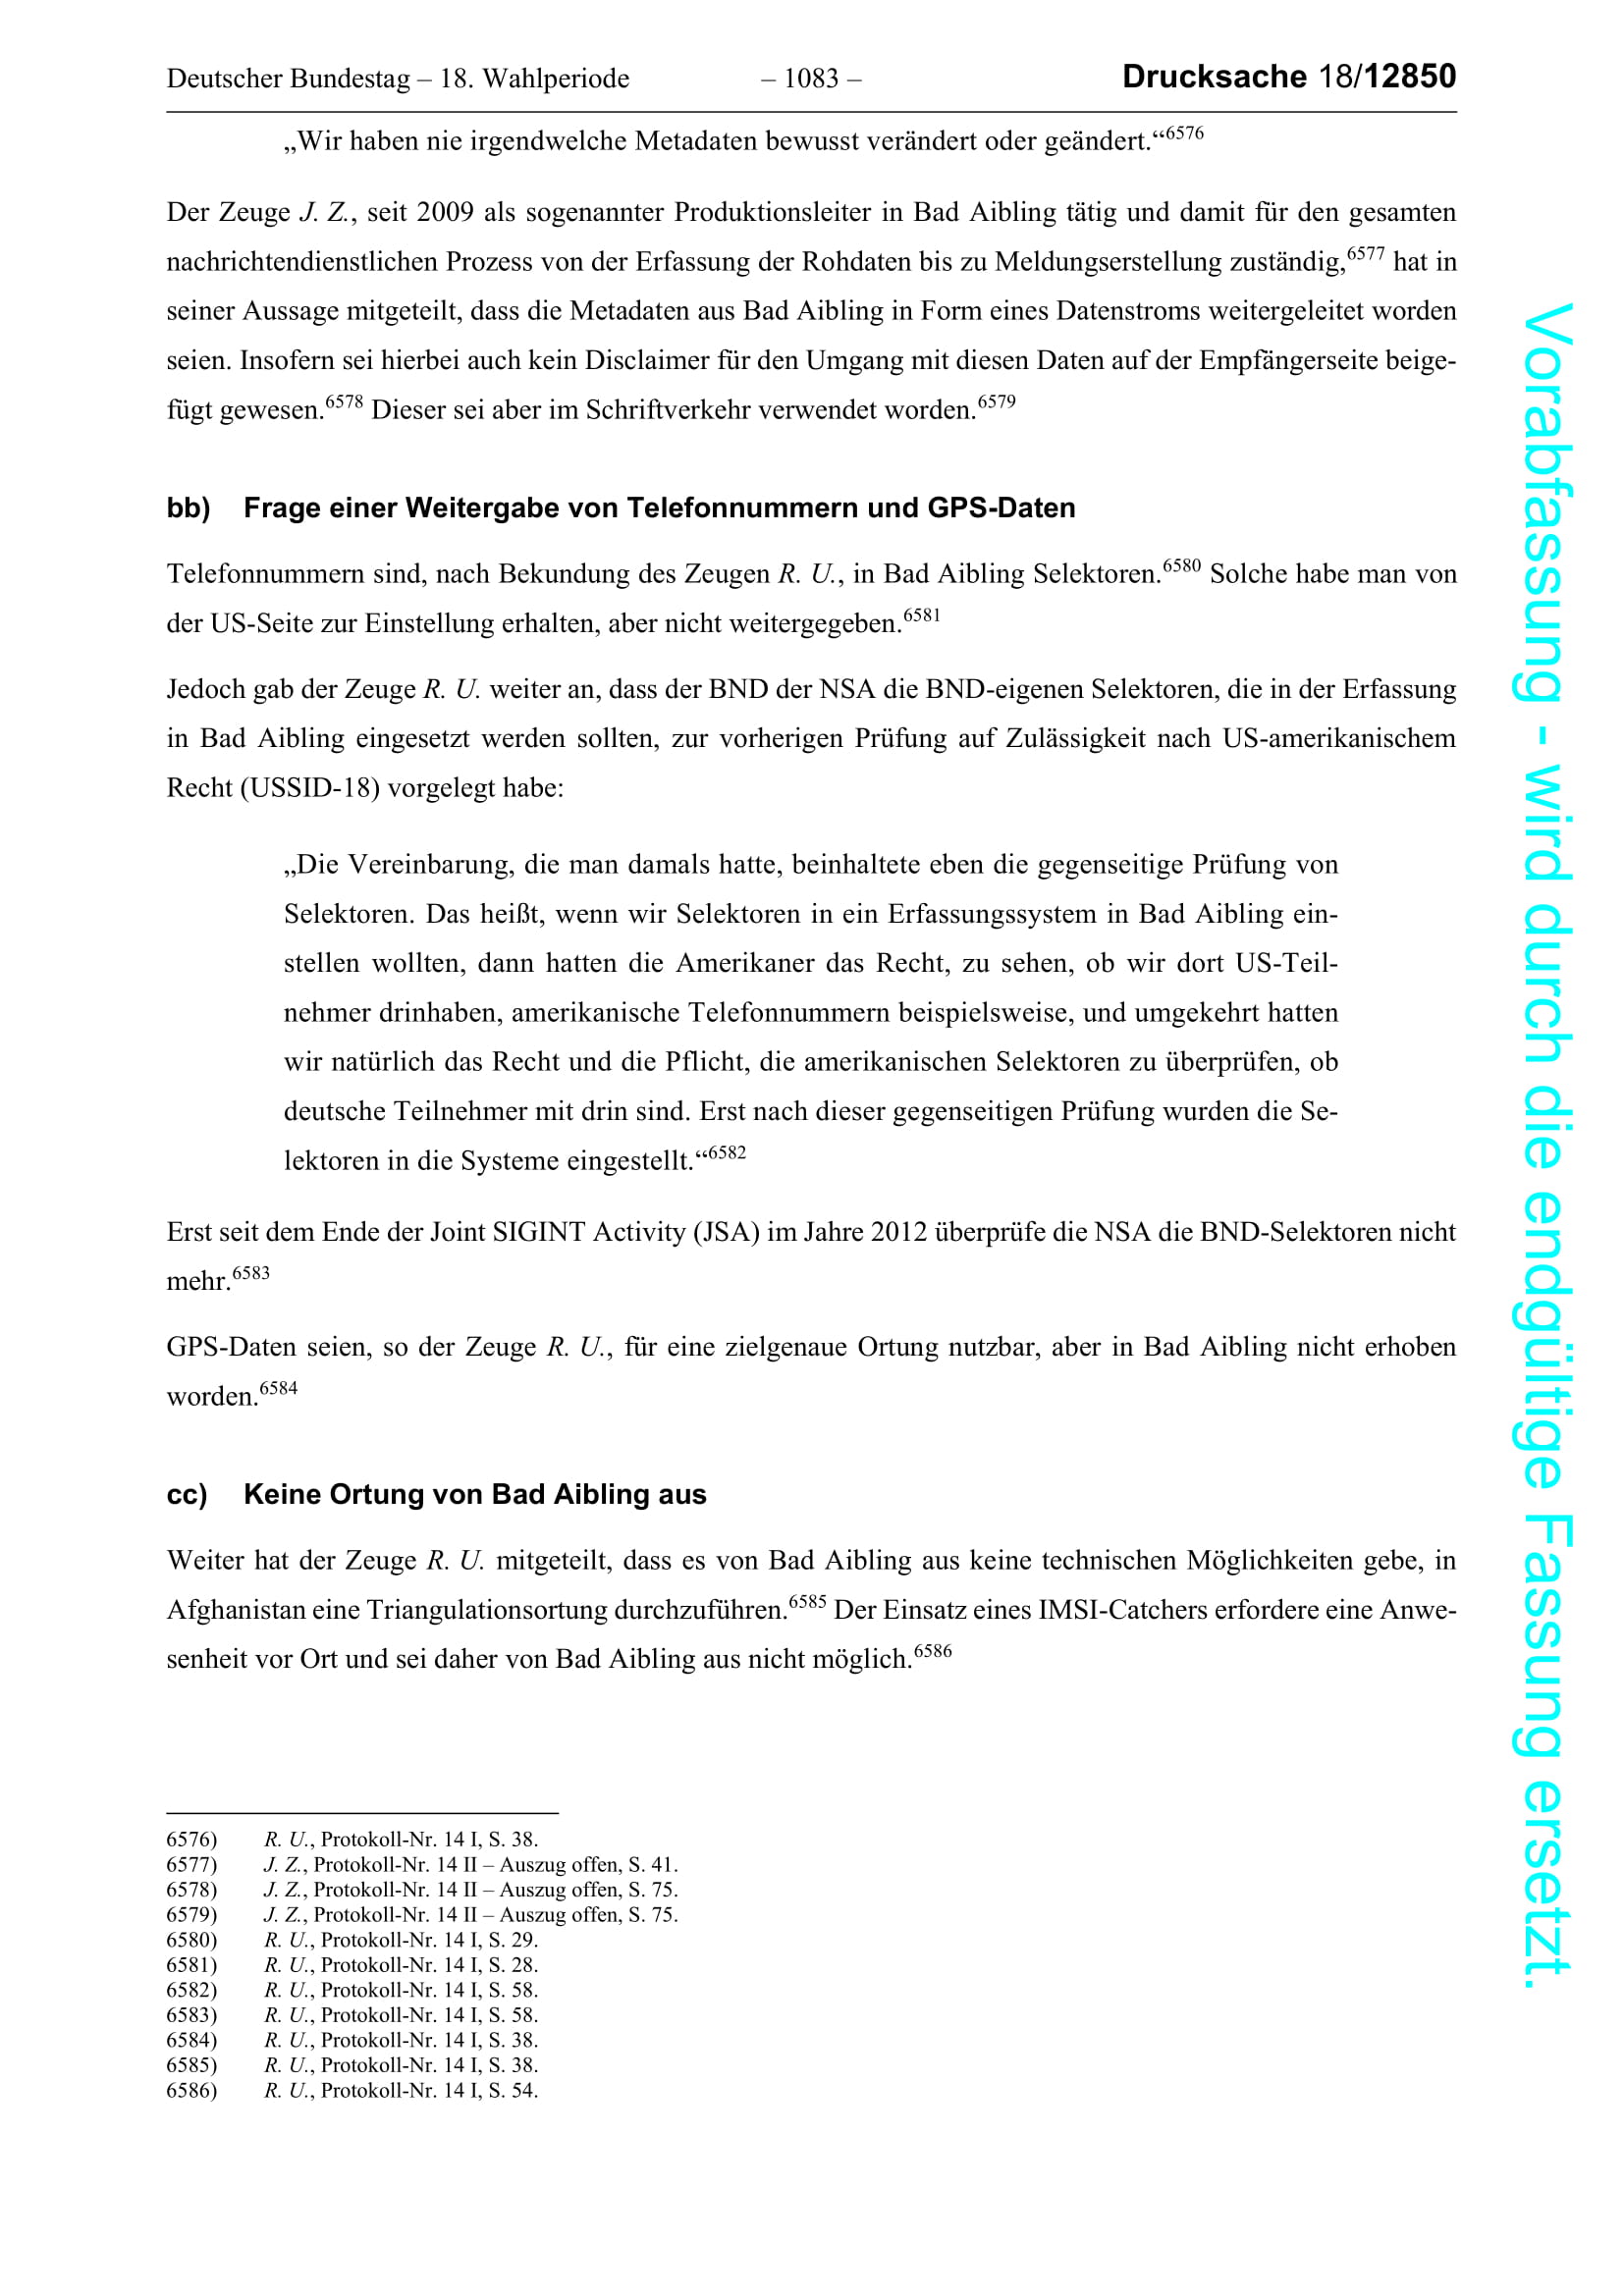 Deutscher Bundestag – 18. Wahlperiode – 1083 – Drucksache 18/12850
„Wir haben nie irgendwelche Metadaten bewusst verändert oder geändert.“6576
Der Zeuge J. Z., seit 2009 als sogenannter Produktionsleiter in Bad Aibling tätig und damit für den gesamten
nachrichtendienstlichen Prozess von der Erfassung der Rohdaten bis zu Meldungserstellung zuständig,6577 hat in
seiner Aussage mitgeteilt, dass die Metadaten aus Bad Aibling in Form eines Datenstroms weitergeleitet worden
seien. Insofern sei hierbei auch kein Disclaimer für den Umgang mit diesen Daten auf der Empfängerseite beige-
fügt gewesen.6578 Dieser sei aber im Schriftverkehr verwendet worden.6579
bb) Frage einer Weitergabe von Telefonnummern und GPS-Daten
Telefonnummern sind, nach Bekundung des Zeugen R. U., in Bad Aibling Selektoren.6580 Solche habe man von
der US-Seite zur Einstellung erhalten, aber nicht weitergegeben.6581
Jedoch gab der Zeuge R. U. weiter an, dass der BND der NSA die BND-eigenen Selektoren, die in der Erfassung
in Bad Aibling eingesetzt werden sollten, zur vorherigen Prüfung auf Zulässigkeit nach US-amerikanischem
Recht (USSID-18) vorgelegt habe:
„Die Vereinbarung, die man damals hatte, beinhaltete eben die gegenseitige Prüfung von
Selektoren. Das heißt, wenn wir Selektoren in ein Erfassungssystem in Bad Aibling ein-
stellen wollten, dann hatten die Amerikaner das Recht, zu sehen, ob wir dort US-Teil-
nehmer drinhaben, amerikanische Telefonnummern beispielsweise, und umgekehrt hatten
wir natürlich das Recht und die Pflicht, die amerikanischen Selektoren zu überprüfen, ob
deutsche Teilnehmer mit drin sind. Erst nach dieser gegenseitigen Prüfung wurden die Se-
lektoren in die Systeme eingestellt.“6582
Erst seit dem Ende der Joint SIGINT Activity (JSA) im Jahre 2012 überprüfe die NSA die BND-Selektoren nicht
mehr.6583
GPS-Daten seien, so der Zeuge R. U., für eine zielgenaue Ortung nutzbar, aber in Bad Aibling nicht erhoben
worden.6584
cc) Keine Ortung von Bad Aibling aus
Weiter hat der Zeuge R. U. mitgeteilt, dass es von Bad Aibling aus keine technischen Möglichkeiten gebe, in
Afghanistan eine Triangulationsortung durchzuführen.6585 Der Einsatz eines IMSI-Catchers erfordere eine Anwe-
senheit vor Ort und sei daher von Bad Aibling aus nicht möglich.6586
6576) R. U., Protokoll-Nr. 14 I, S. 38.
6577) J. Z., Protokoll-Nr. 14 II – Auszug offen, S. 41.
6578) J. Z., Protokoll-Nr. 14 II – Auszug offen, S. 75.
6579) J. Z., Protokoll-Nr. 14 II – Auszug offen, S. 75.
6580) R. U., Protokoll-Nr. 14 I, S. 29.
6581) R. U., Protokoll-Nr. 14 I, S. 28.
6582) R. U., Protokoll-Nr. 14 I, S. 58.
6583) R. U., Protokoll-Nr. 14 I, S. 58.
6584) R. U., Protokoll-Nr. 14 I, S. 38.
6585) R. U., Protokoll-Nr. 14 I, S. 38.
6586) R. U., Protokoll-Nr. 14 I, S. 54.
Vorabfassung - wird durch die endgültige Fassung ersetzt.